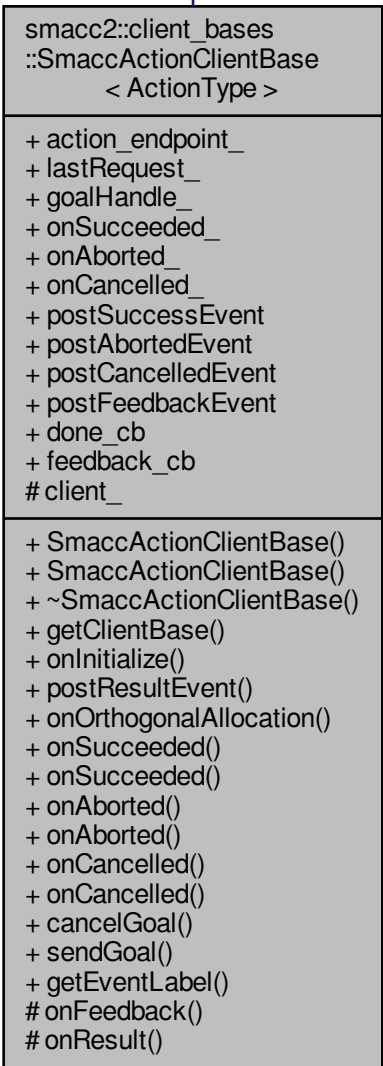 smacc2::client_bases
::SmaccActionClientBase
< ActionType >
+ action_endpoint_
+ lastRequest_
+ goalHandle_
+ onSucceeded_
+ onAborted_
+ onCancelled_
+ postSuccessEvent
+ postAbortedEvent
+ postCancelledEvent
+ postFeedbackEvent
+ done_cb
+ feedback_cb
# client_
+ SmaccActionClientBase()
+ SmaccActionClientBase()
+ ~SmaccActionClientBase()
+ getClientBase()
+ onInitialize()
+ postResultEvent()
+ onOrthogonalAllocation()
+ onSucceeded()
+ onSucceeded()
+ onAborted()
+ onAborted()
+ onCancelled()
+ onCancelled()
+ cancelGoal()
+ sendGoal()
+ getEventLabel()
# onFeedback()
# onResult()